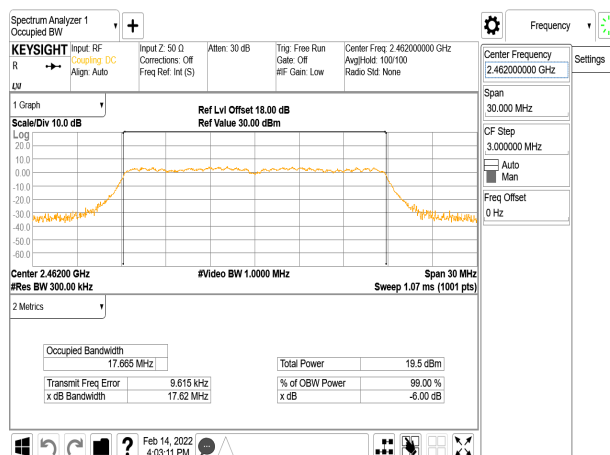 Spectrum Analyzer 1
Occupied BW
Frequency
KEYSIGHT
R
Input: RF
Coupling: DC
Align: Auto
Input Z: 50 Ω
Corrections: Off
Freq Ref: Int (S)
Atten: 30 dB
Trig: Free Run
Gate: Off
#IF Gain: Low
Center Freq: 2.462000000 GHz
Avg|Hold: 100/100
Radio Std: None
Center Frequency
2.462000000 GHz
Settings
Span
30.000 MHz
CF Step
3.000000 MHz
Auto
Man
Freq Offset
0 Hz
1 Graph
Scale/Div 10.0 dB
Ref Lvl Offset 18.00 dB
Ref Value 30.00 dBm
Log
20.0
10.0
0.00
-10.0
-20.0
-30.0
-40.0
-50.0
-60.0
Center 2.46200 GHz
#Res BW 300.00 kHz
#Video BW 1.0000 MHz
Span 30 MHz
Sweep 1.07 ms (1001 pts)
2 Metrics
Occupied Bandwidth
17.665 MHz
Total Power 19.5 dBm
Transmit Freq Error 9.615 kHz
% of OBW Power 99.00 %
x dB Bandwidth 17.62 MHz
x dB -6.00 dB
Feb 14, 2022
4:03:11 PM